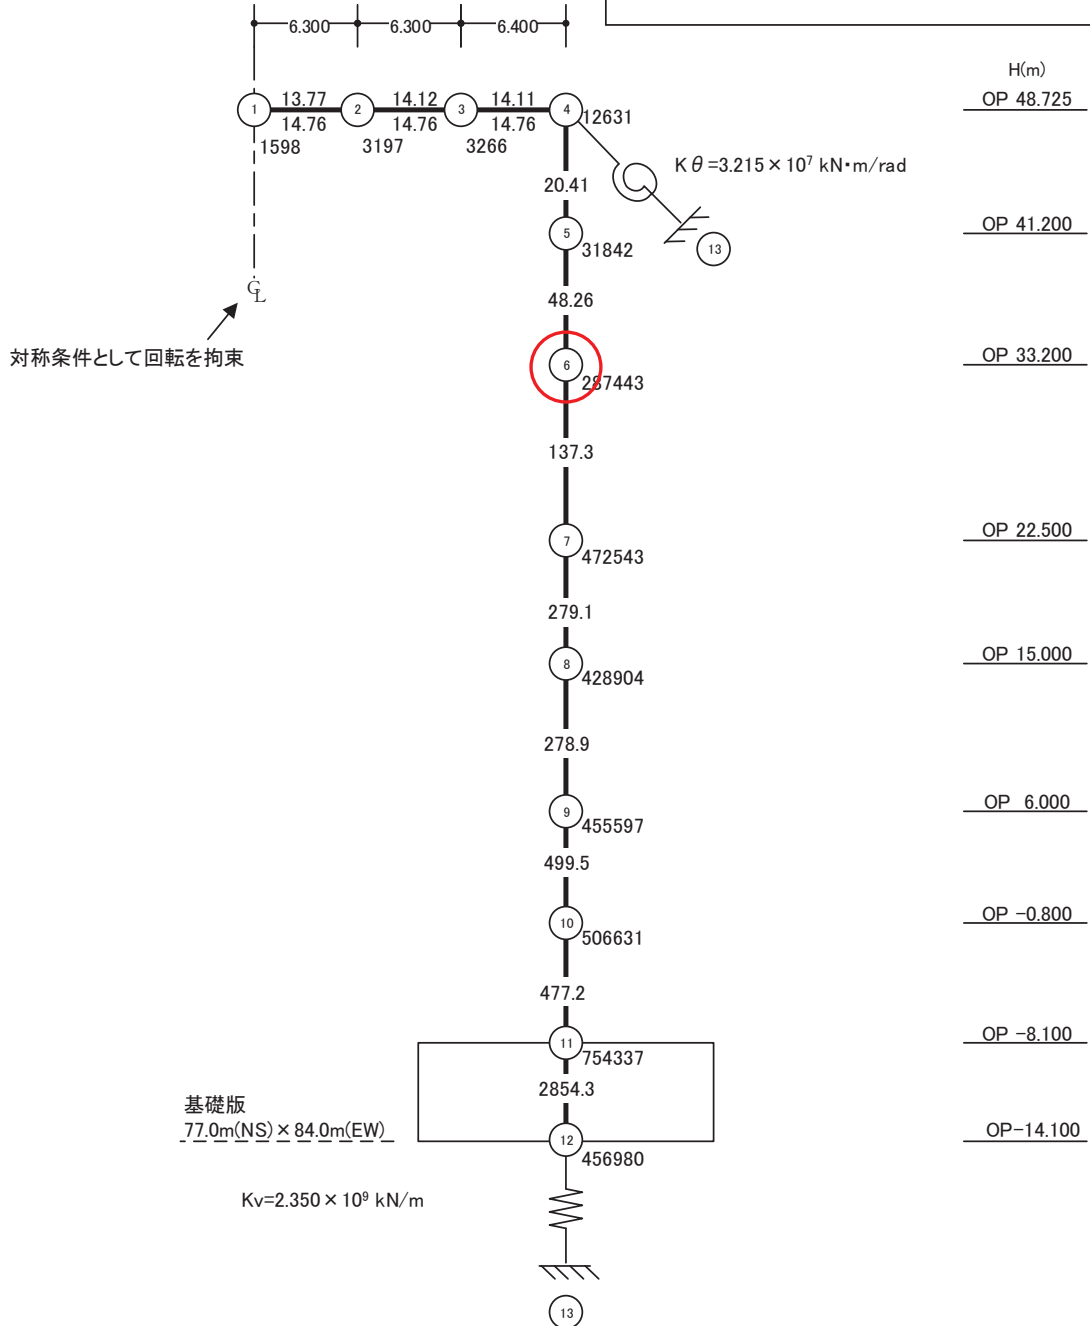 6.300 6.300 6.400
H(m)
1 13.77 2 14.12 3 14.11 4 12631 OP 48.725
14.76 14.76 14.76
1598 3197 3266
Kθ=3.215×10⁷ kN・m/rad
20.41
5 31842 OP 41.200
13
48.26
CL
対称条件として回転を拘束
6 287443 OP 33.200
137.3
7 472543 OP 22.500
279.1
8 428904 OP 15.000
278.9
9 455597 OP 6.000
499.5
10 506631 OP -0.800
477.2
11 754337 OP -8.100
2854.3
基礎版
77.0m(NS)×84.0m(EW)
12 456980 OP-14.100
Kv=2.350×10⁹ kN/m
13